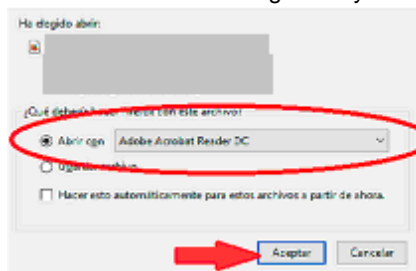 Ha elegido abrir:
¿Qué debería hacer Firefox con este archivo?
Abrir con Adobe Acrobat Reader DC
archivo
Hacer esto automáticamente para estos archivos a partir de ahora.
Aceptar Cancelar